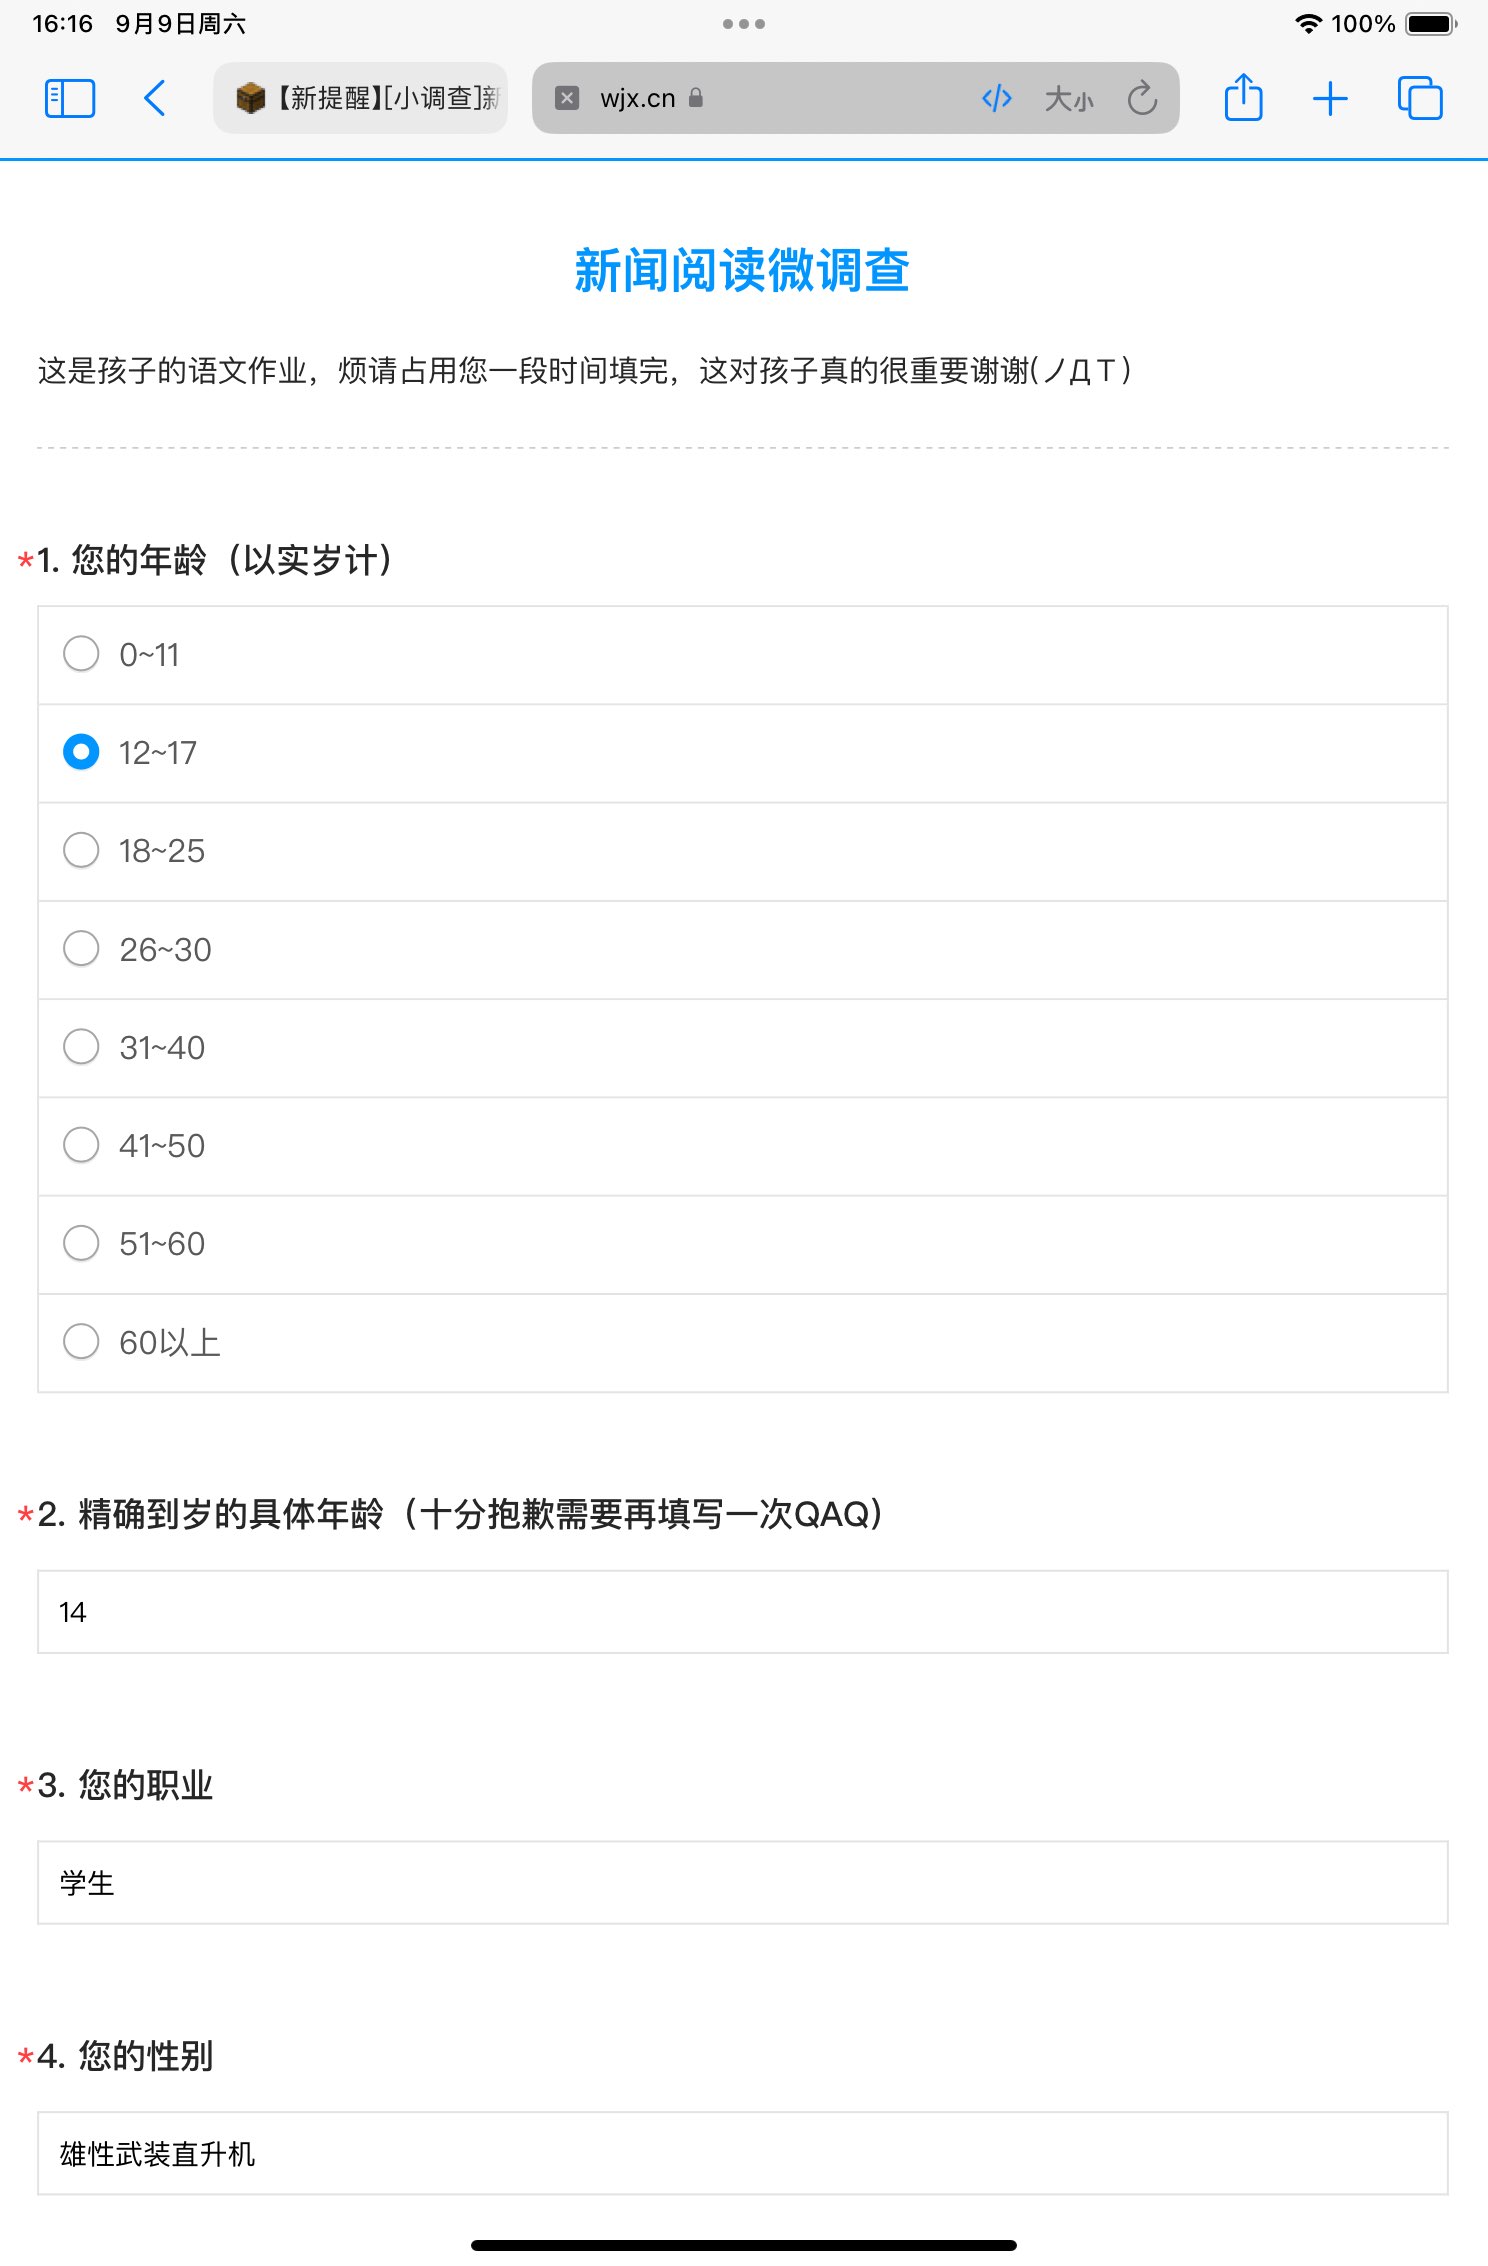 16:16 9月9日周六
100%
【新提醒】[小调查]新
wjx.cn
大小
新闻阅读微调查
这是孩子的语文作业，烦请占用您一段时间填完，这对孩子真的很重要谢谢(ノДＴ)
*1. 您的年龄（以实岁计）
0~11
12~17
18~25
26~30
31~40
41~50
51~60
60以上
*2. 精确到岁的具体年龄（十分抱歉需要再填写一次QAQ）
14
*3. 您的职业
学生
*4. 您的性别
雄性武装直升机